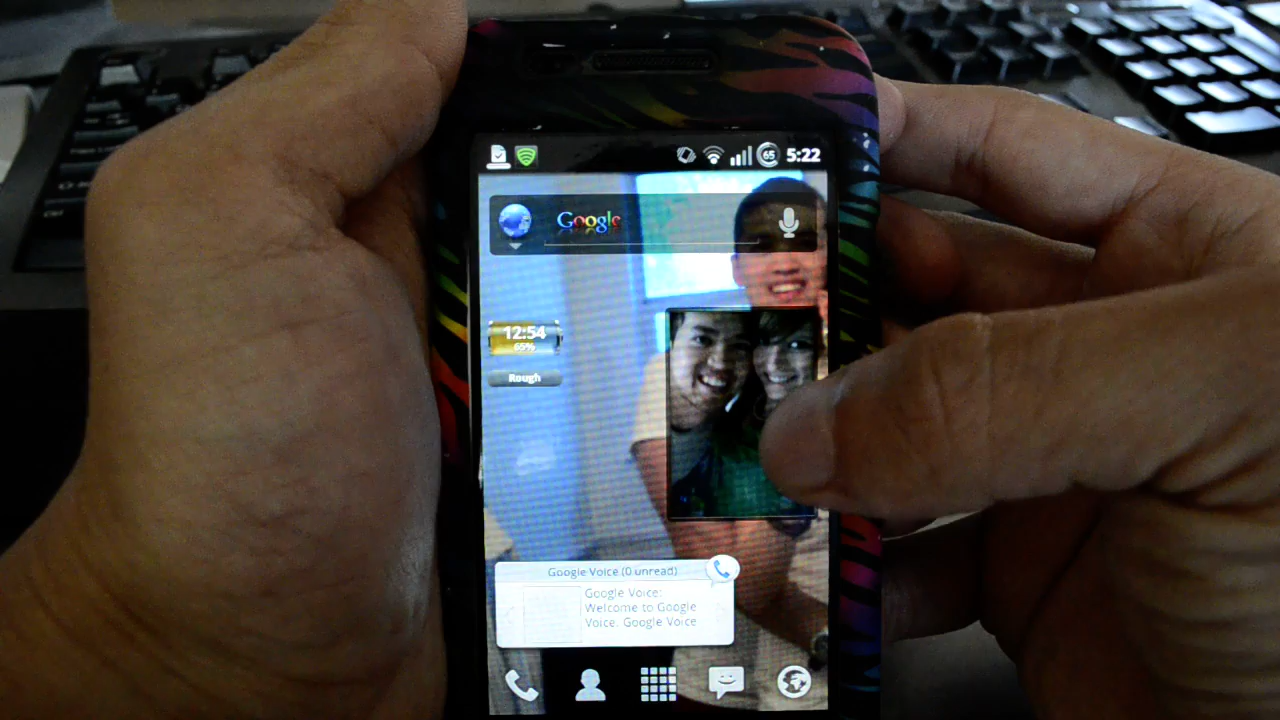 65 5:22
Google
12:54
65%
Rough
Google Voice (0 unread)
Google Voice:
Welcome to Google
Voice. Google Voice